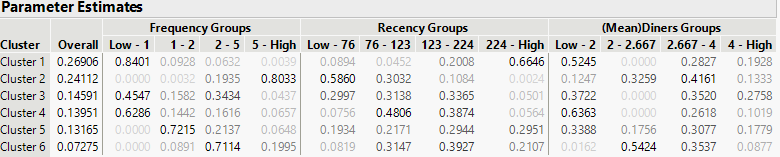 Parameter Estimates
Frequency Groups Recency Groups (Mean)Diners Groups
Cluster Overall Low - 1 1 - 2 2 - 5 5 - High Low - 76 76 - 123 123 - 224 224 - High Low - 2 2 - 2.667 2.667 - 4 4 - High
Cluster 1 0.26906 0.8401 0.0928 0.0632 0.0039 0.0894 0.0452 0.2008 0.6646 0.5245 0.0000 0.2827 0.1928
Cluster 2 0.24112 0.0000 0.0032 0.1935 0.8033 0.5860 0.3032 0.1084 0.0024 0.1247 0.3259 0.4161 0.1333
Cluster 3 0.14591 0.4547 0.1582 0.3434 0.0437 0.2997 0.3138 0.3365 0.0501 0.3722 0.0000 0.3520 0.2758
Cluster 4 0.13951 0.6286 0.1442 0.1616 0.0657 0.0756 0.4806 0.3874 0.0564 0.6363 0.0000 0.2618 0.1019
Cluster 5 0.13165 0.0000 0.7215 0.2137 0.0648 0.1934 0.2171 0.2944 0.2951 0.3388 0.1756 0.3077 0.1779
Cluster 6 0.07275 0.0000 0.0891 0.7114 0.1995 0.0819 0.3147 0.3927 0.2107 0.0162 0.5424 0.3537 0.0877